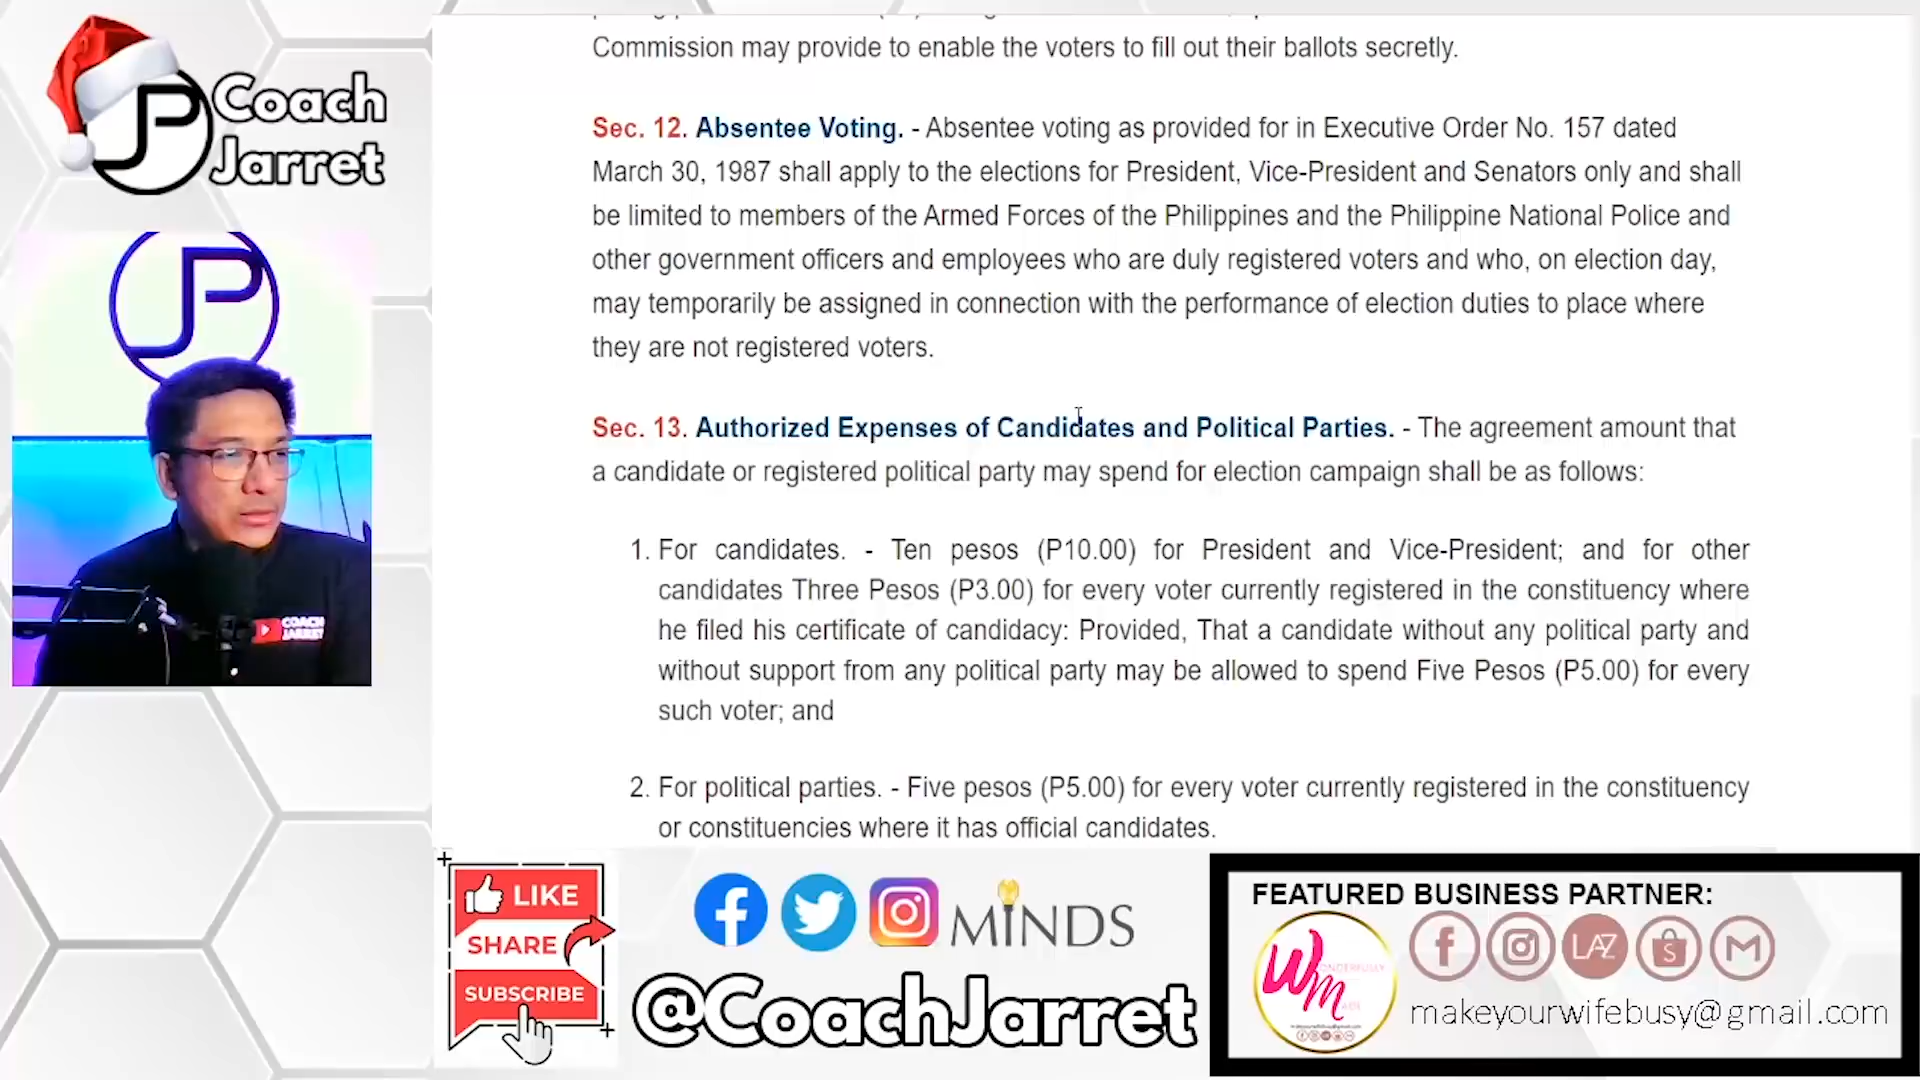 Coach
Jarret
Commission may provide to enable the voters to fill out their ballots secretly.
Sec. 12. Absentee Voting. - Absentee voting as provided for in Executive Order No. 157 dated
March 30, 1987 shall apply to the elections for President, Vice-President and Senators only and shall
be limited to members of the Armed Forces of the Philippines and the Philippine National Police and
other government officers and employees who are duly registered voters and who, on election day,
may temporarily be assigned in connection with the performance of election duties to place where
they are not registered voters.
Sec. 13. Authorized Expenses of Candidates and Political Parties. - The agreement amount that
a candidate or registered political party may spend for election campaign shall be as follows:
1. For candidates. - Ten pesos (P10.00) for President and Vice-President; and for other
candidates Three Pesos (P3.00) for every voter currently registered in the constituency where
he filed his certificate of candidacy: Provided, That a candidate without any political party and
without support from any political party may be allowed to spend Five Pesos (P5.00) for every
such voter; and
2. For political parties. - Five pesos (P5.00) for every voter currently registered in the constituency
or constituencies where it has official candidates.
COACH
JARRET
LIKE
SHARE
SUBSCRIBE
MINDS
@CoachJarret
FEATURED BUSINESS PARTNER:
WM
LAZ
makeyourwifebusy@gmail.com